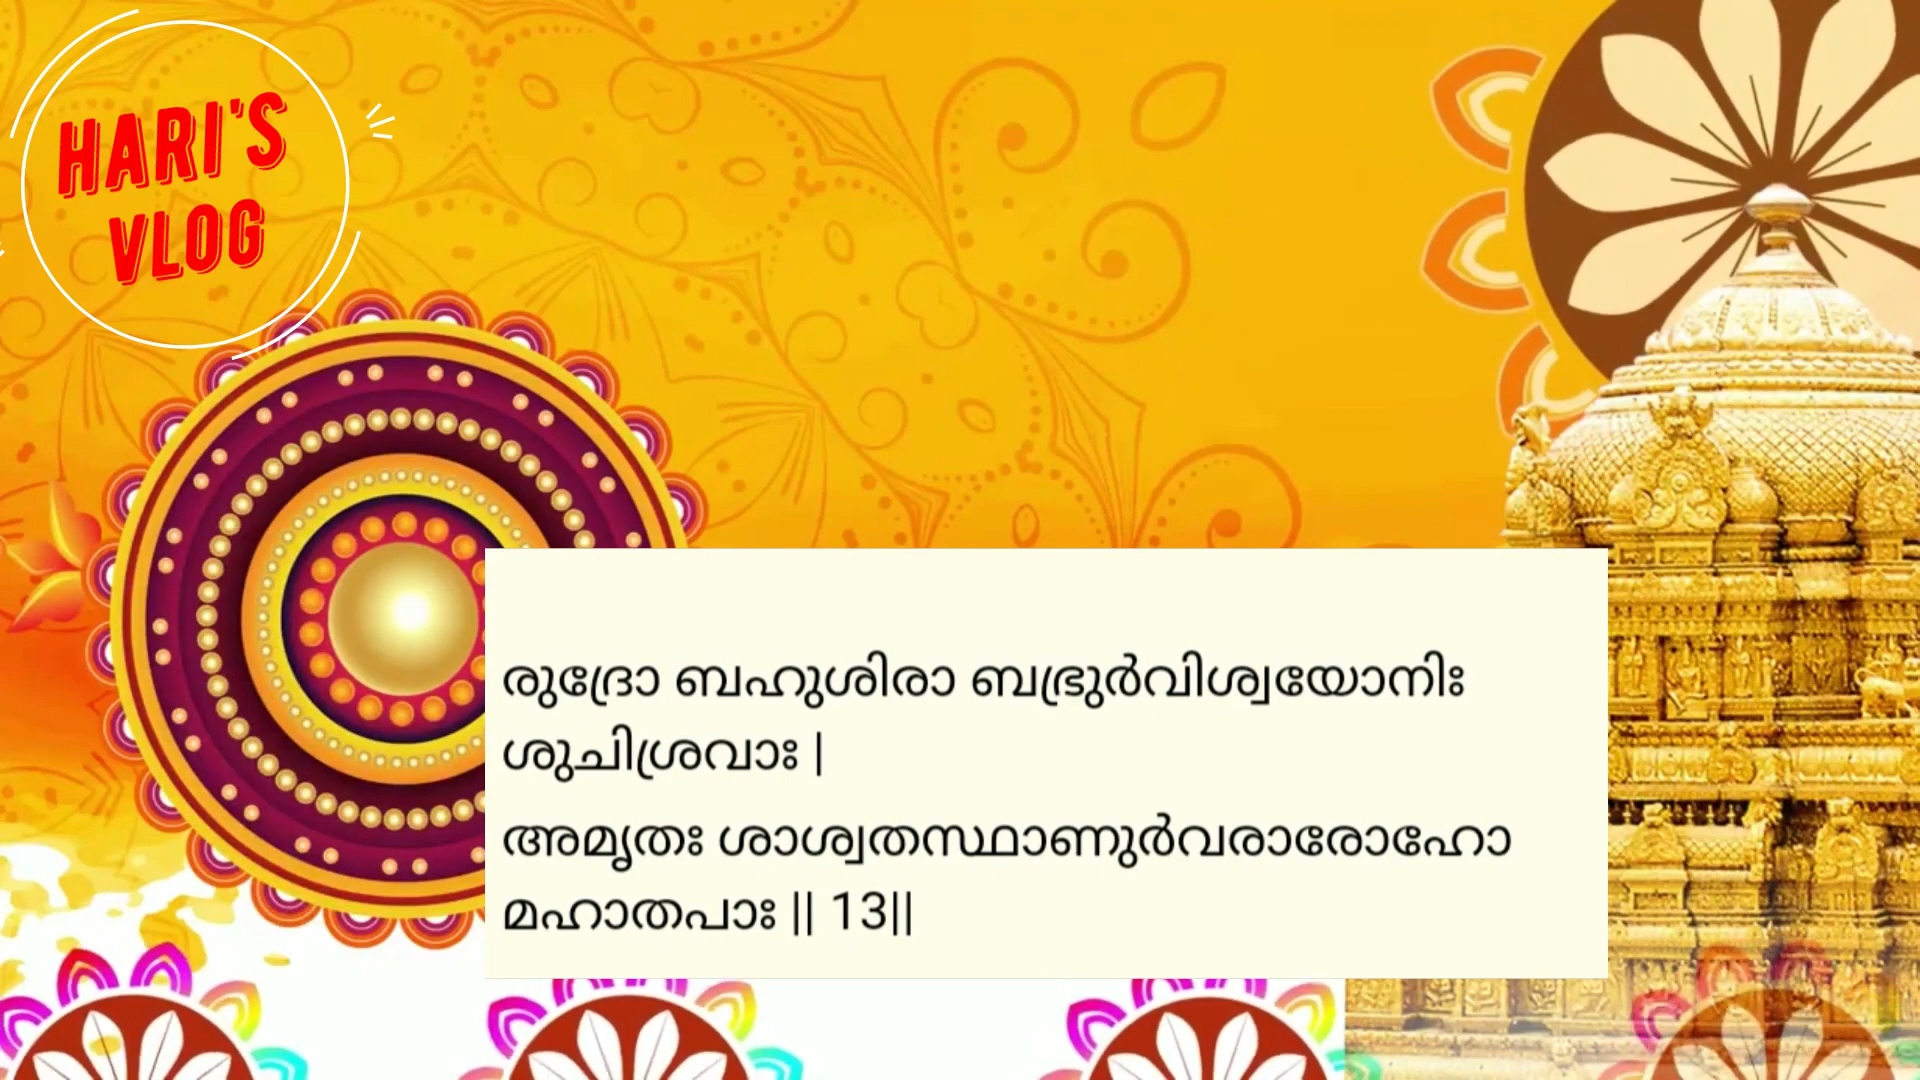 HARI'S
VLOG
രുദ്രോ ബഹുശിരാ ബഭ്രുർവിശ്വയോനിഃ
ശുചിശ്രവാഃ |
അമൃതഃ ശാശ്വതസ്ഥാണുർവരാരോഹോ
മഹാതപാഃ || 13||